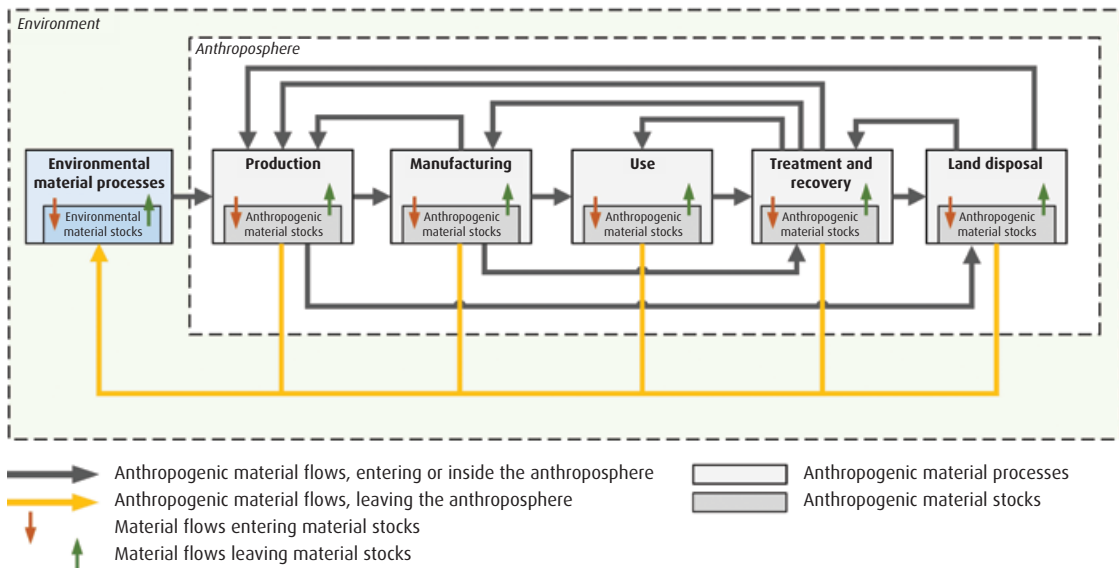 Environment
Anthroposphere
Environmental
material processes
Environmental
material stocks
Production
Anthropogenic
material stocks
Manufacturing
Anthropogenic
material stocks
Use
Anthropogenic
material stocks
Treatment and
recovery
Anthropogenic
material stocks
Land disposal
Anthropogenic
material stocks
Anthropogenic material flows, entering or inside the anthroposphere
Anthropogenic material flows, leaving the anthroposphere
Material flows entering material stocks
Material flows leaving material stocks
Anthropogenic material processes
Anthropogenic material stocks